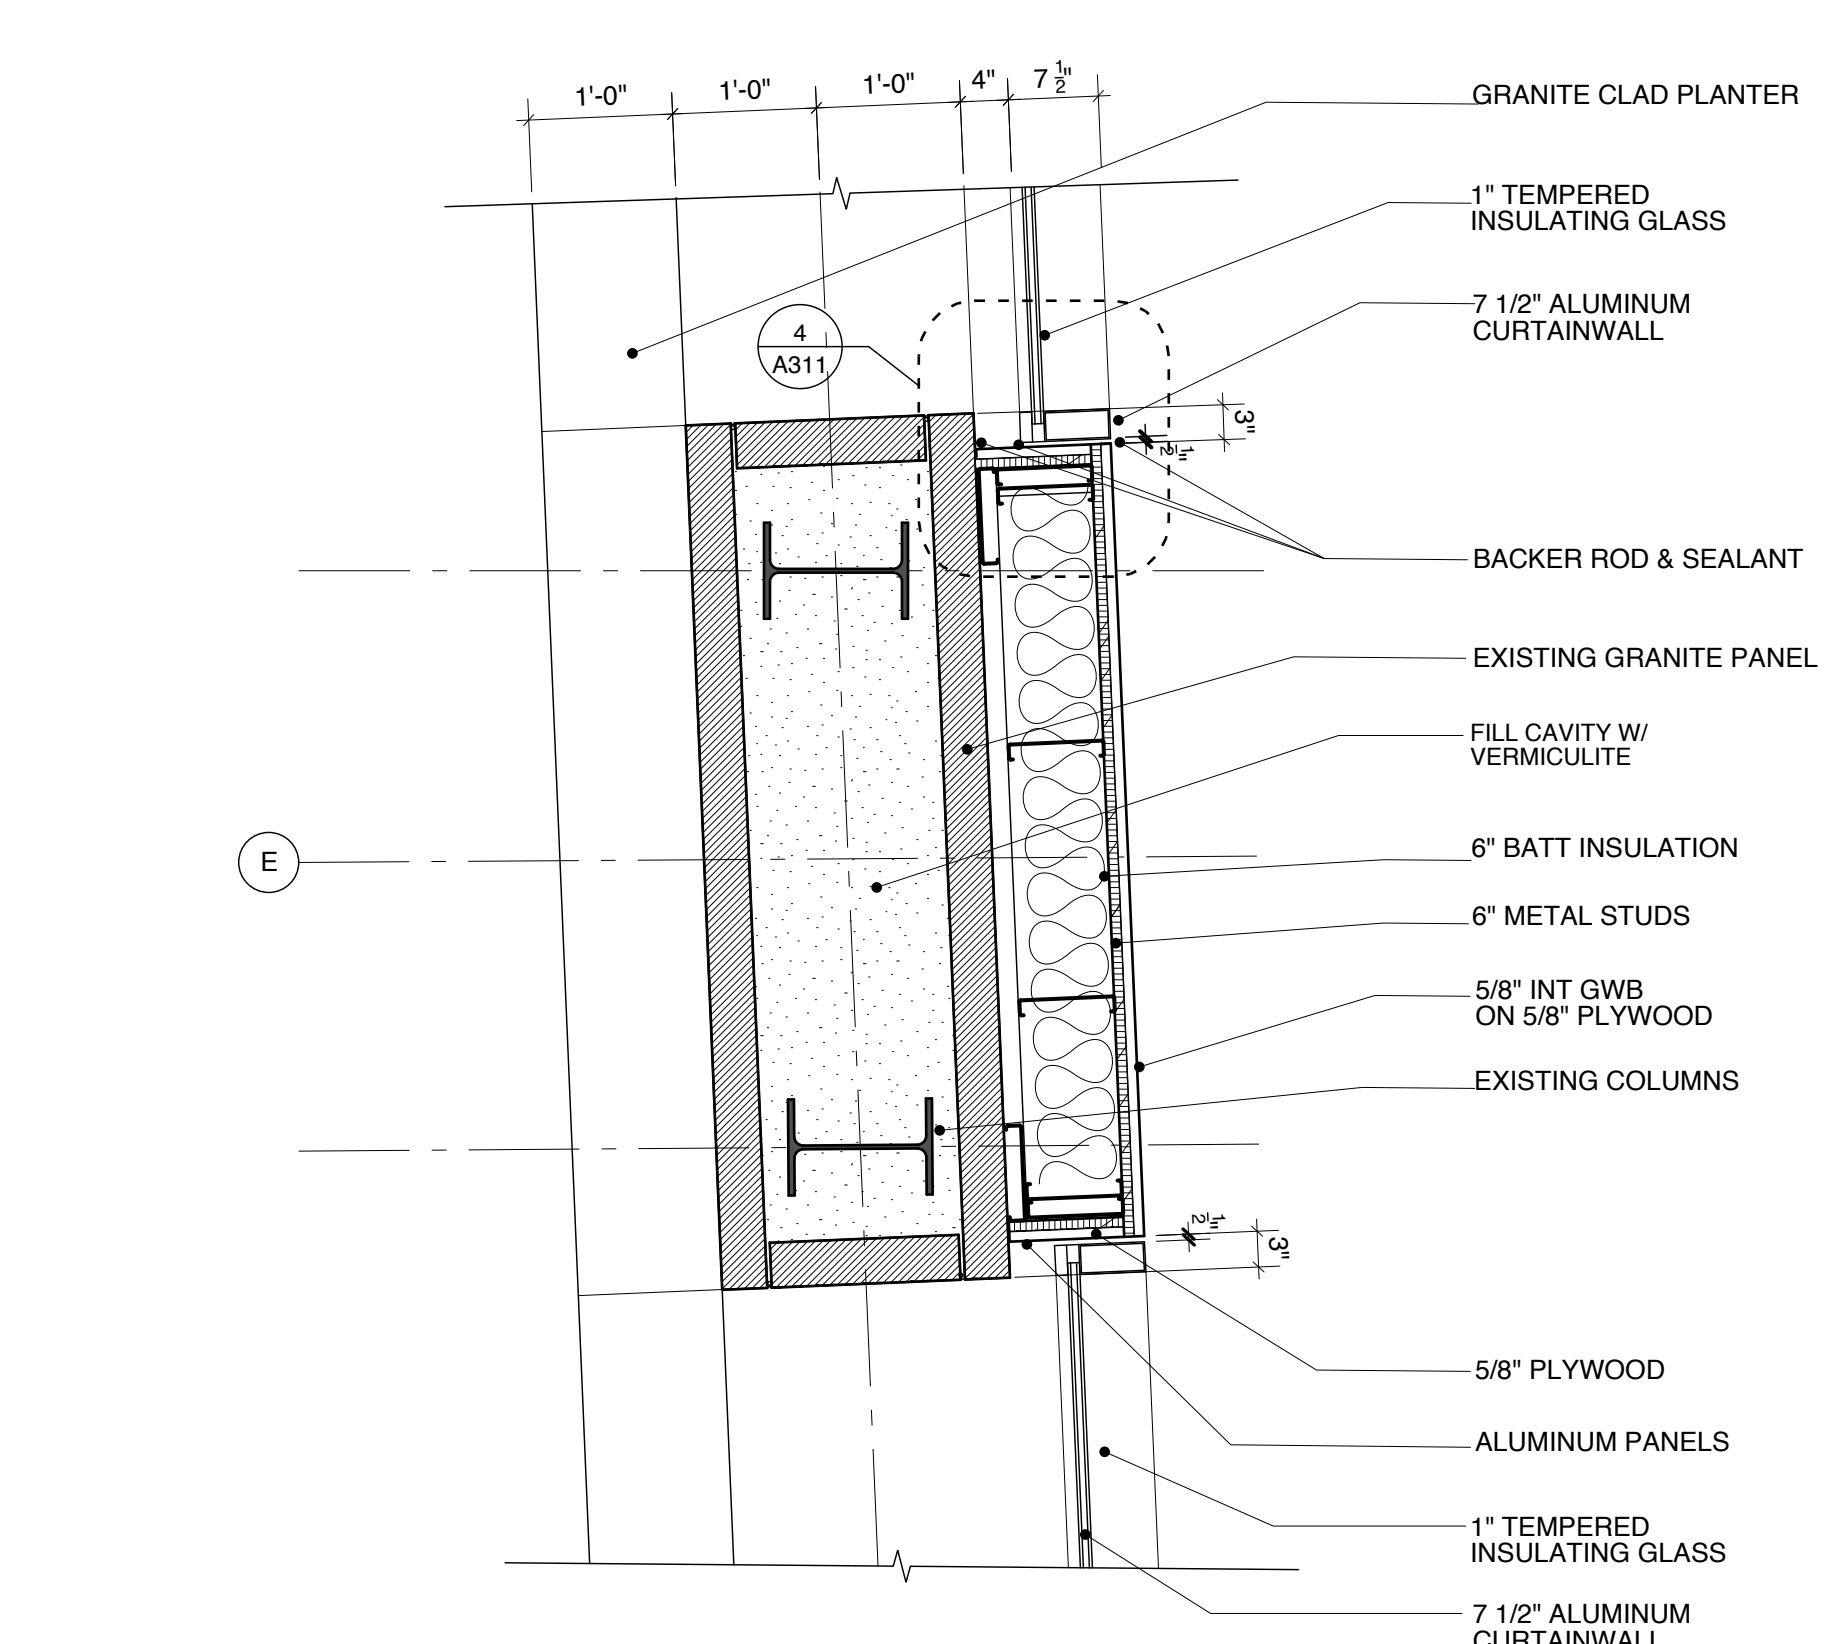 1'-0"
1'-0"
1'-0"
4"
7 1/2"
GRANITE CLAD PLANTER
1" TEMPERED
INSULATING GLASS
7 1/2" ALUMINUM
CURTAINWALL
4
A311
3"
1/2"
BACKER ROD & SEALANT
EXISTING GRANITE PANEL
FILL CAVITY W/
VERMICULITE
E
6" BATT INSULATION
6" METAL STUDS
5/8" INT GWB
ON 5/8" PLYWOOD
EXISTING COLUMNS
1/2"
3"
5/8" PLYWOOD
ALUMINUM PANELS
1" TEMPERED
INSULATING GLASS
7 1/2" ALUMINUM
CURTAINWALL